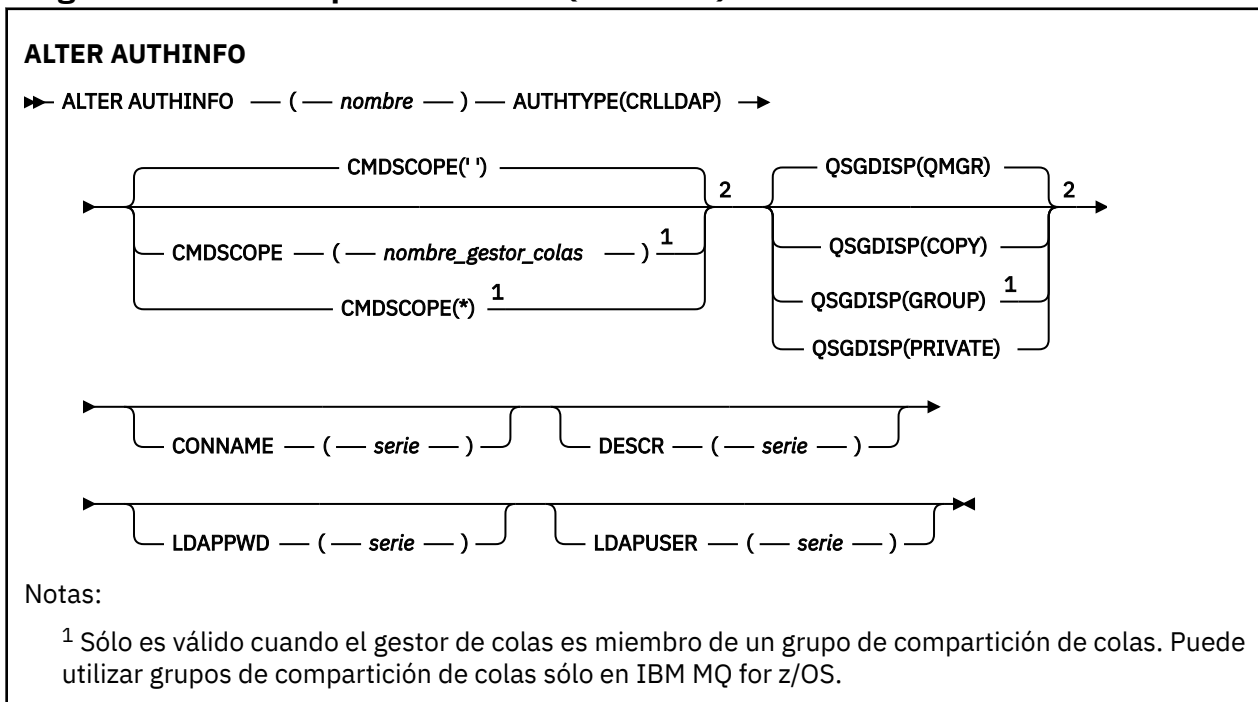 ALTER AUTHINFO
ALTER AUTHINFO — ( — nombre — ) — AUTHTYPE(CRLLDAP)
CMDSCOPE(' ')
2
CMDSCOPE — ( — nombre_gestor_colas — ) 1
CMDSCOPE(*) 1
QSGDISP(QMGR)
2
QSGDISP(COPY)
QSGDISP(GROUP) 1
QSGDISP(PRIVATE)
CONNAME — ( — serie — )
DESCR — ( — serie — )
LDAPPWD — ( — serie — )
LDAPUSER — ( — serie — )
Notas:
1 Sólo es válido cuando el gestor de colas es miembro de un grupo de compartición de colas. Puede
utilizar grupos de compartición de colas sólo en IBM MQ for z/OS.